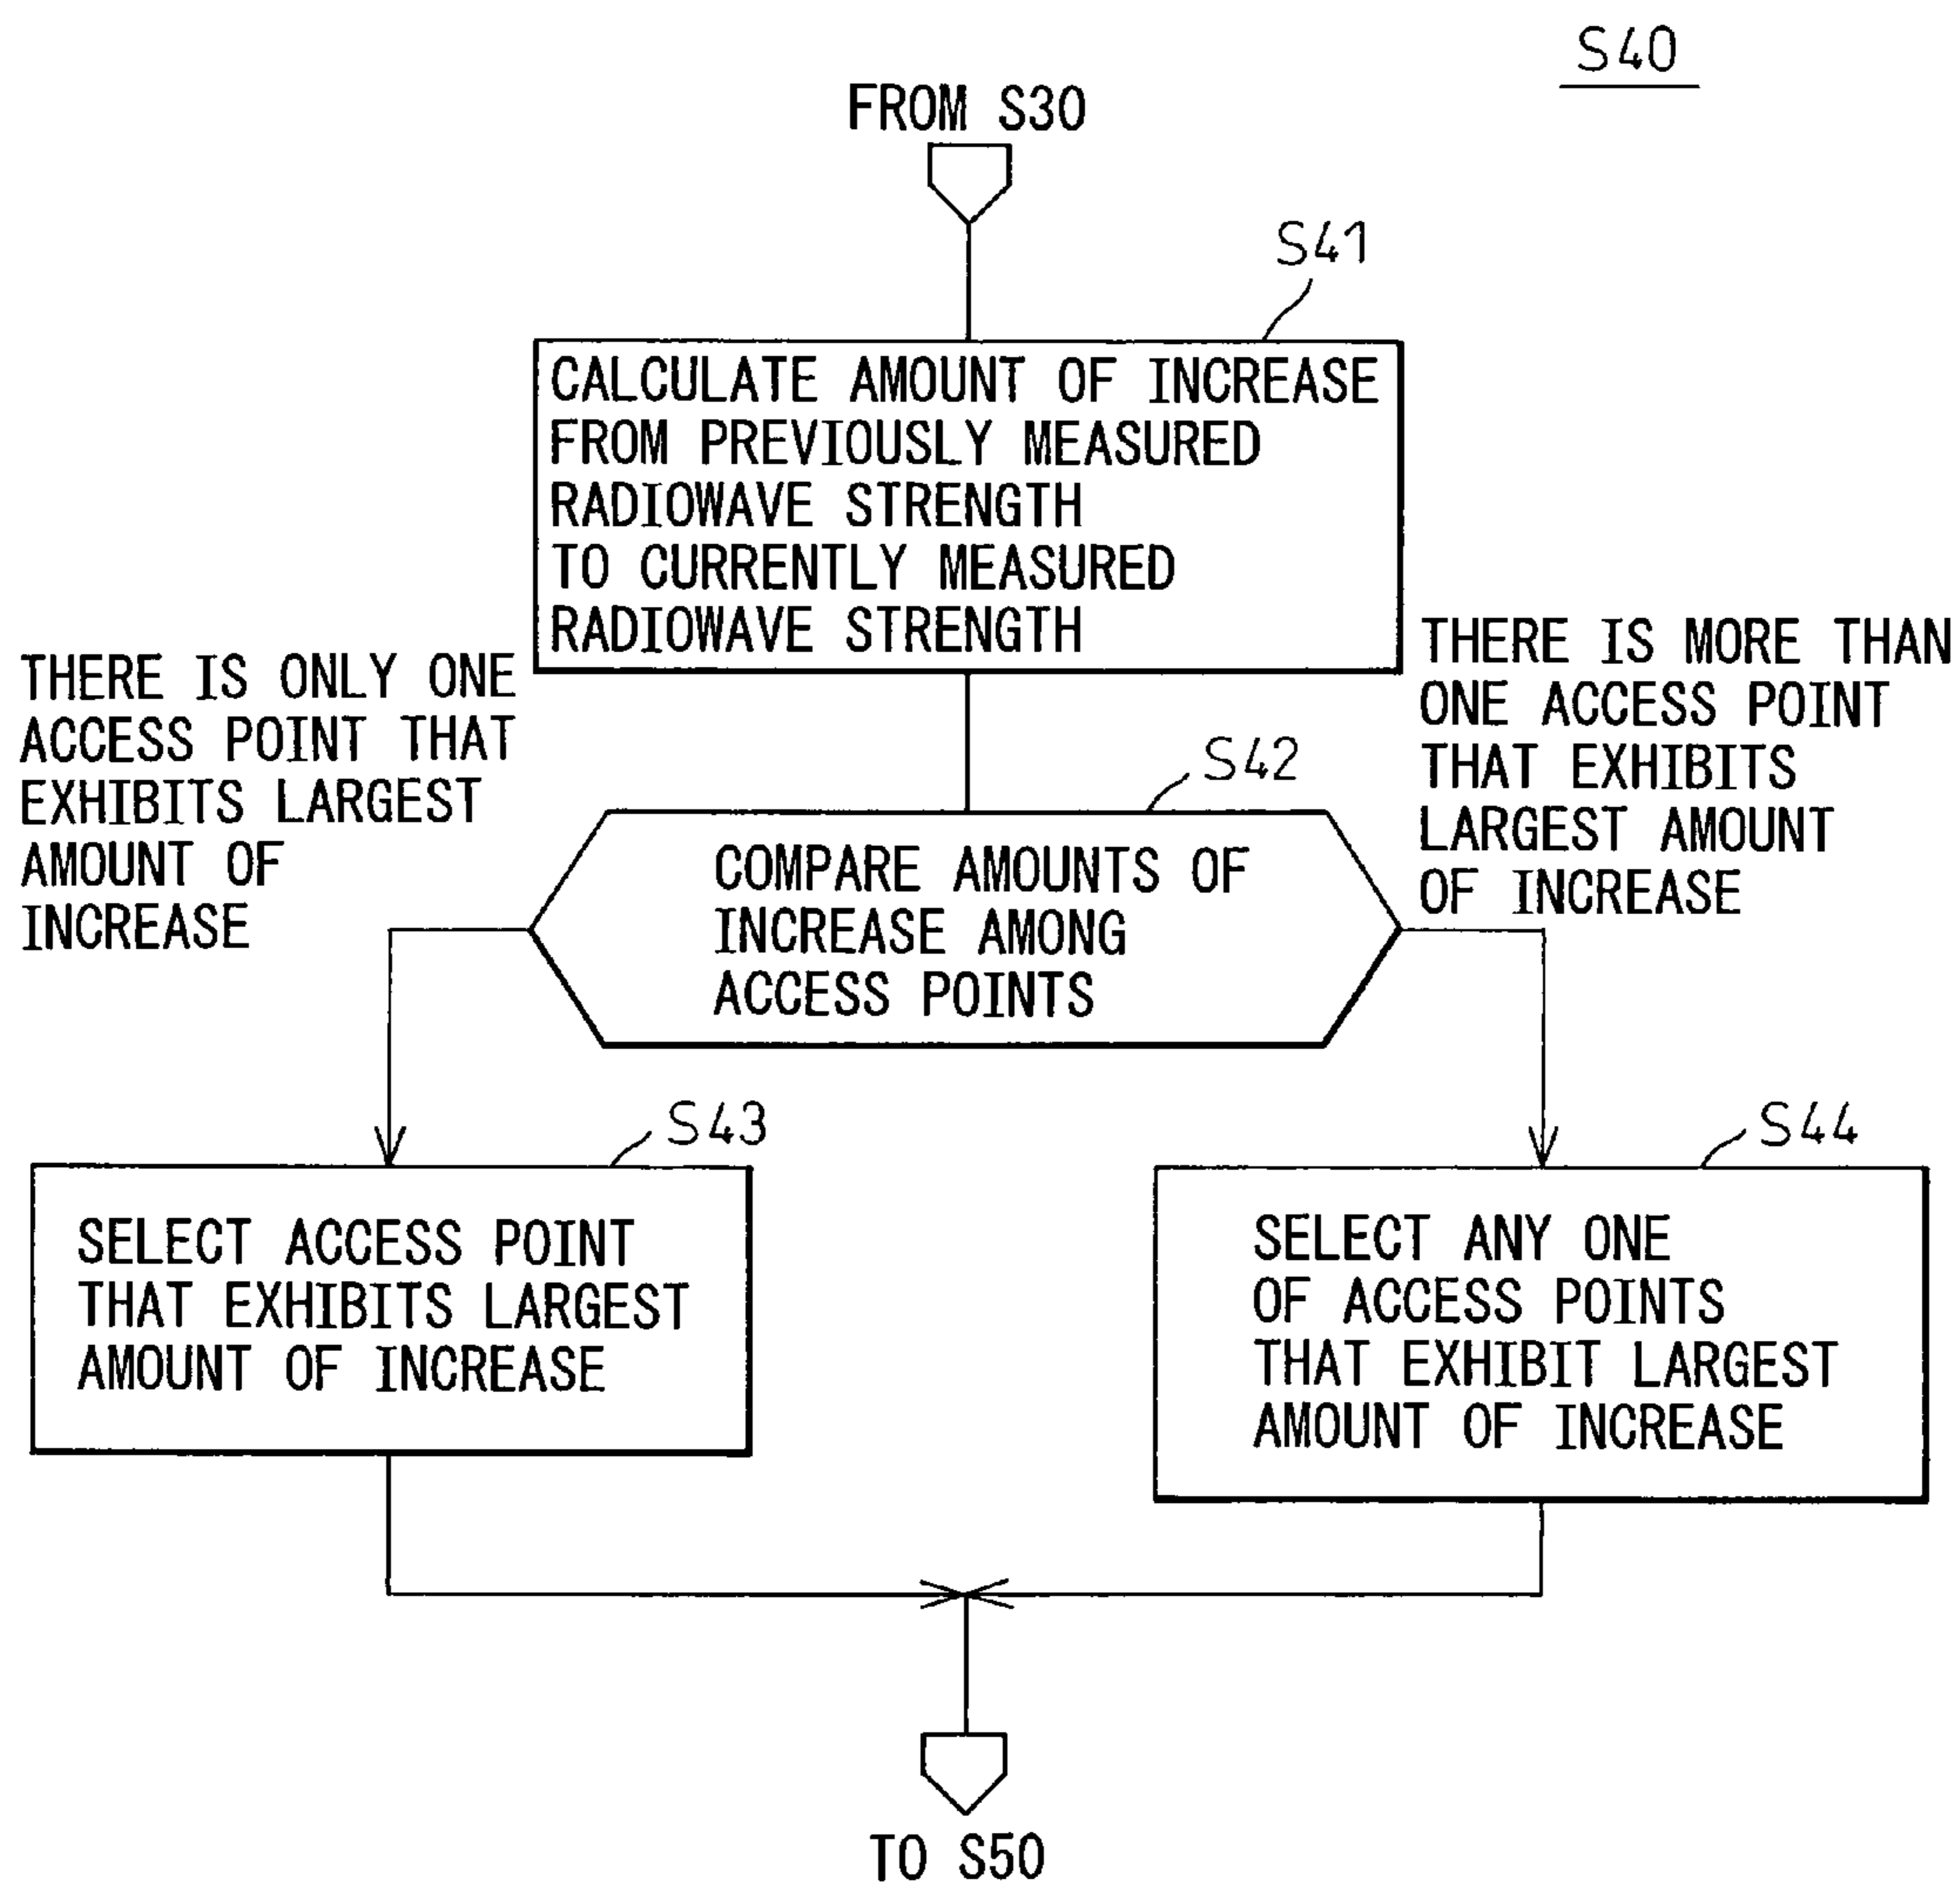 S40
FROM S30
S41
CALCULATE AMOUNT OF INCREASE
FROM PREVIOUSLY MEASURED
RADIOWAVE STRENGTH
TO CURRENTLY MEASURED
RADIOWAVE STRENGTH
THERE IS ONLY ONE
ACCESS POINT THAT
EXHIBITS LARGEST
AMOUNT OF
INCREASE
THERE IS MORE THAN
ONE ACCESS POINT
THAT EXHIBITS
LARGEST AMOUNT
OF INCREASE
S42
COMPARE AMOUNTS OF
INCREASE AMONG
ACCESS POINTS
S43
SELECT ACCESS POINT
THAT EXHIBITS LARGEST
AMOUNT OF INCREASE
S44
SELECT ANY ONE
OF ACCESS POINTS
THAT EXHIBIT LARGEST
AMOUNT OF INCREASE
TO S50